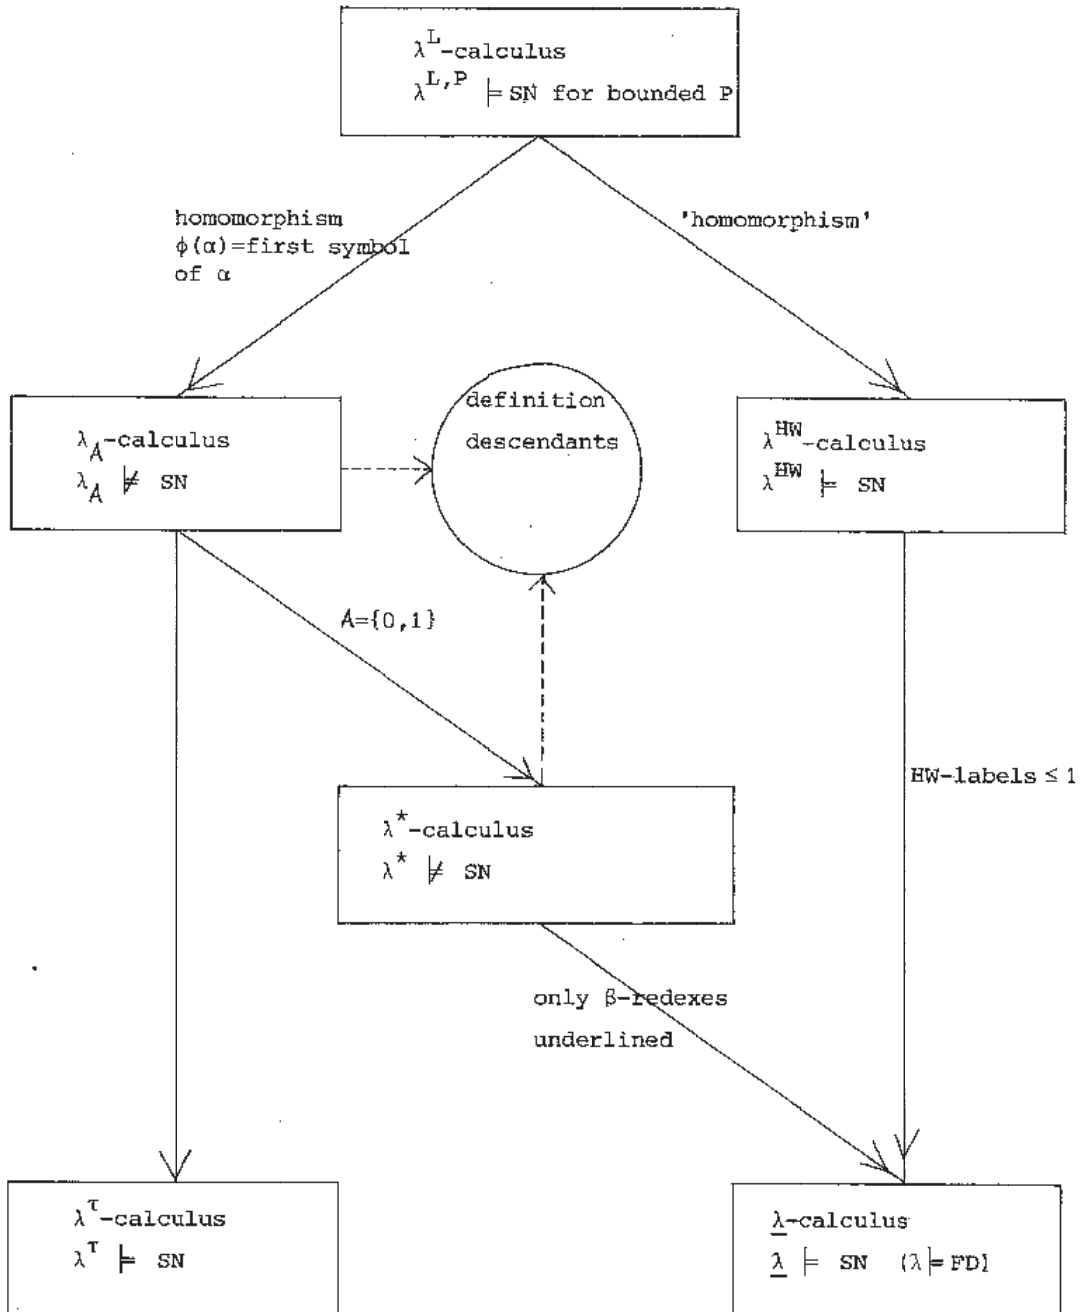 λ^L-calculus
λ^{L,P} ⊨ SN for bounded P
homomorphism
ϕ(α)=first symbol
of α
'homomorphism'
definition
descendants
λ_A-calculus
λ_A ⊭ SN
λ^{HW}-calculus
λ^{HW} ⊨ SN
A={0,1}
HW-labels ≤ 1
λ^*-calculus
λ^* ⊭ SN
only β-redexes
underlined
λ^τ-calculus
λ^τ ⊨ SN
<u>λ</u>-calculus
<u>λ</u> ⊨ SN (λ⊨FD)